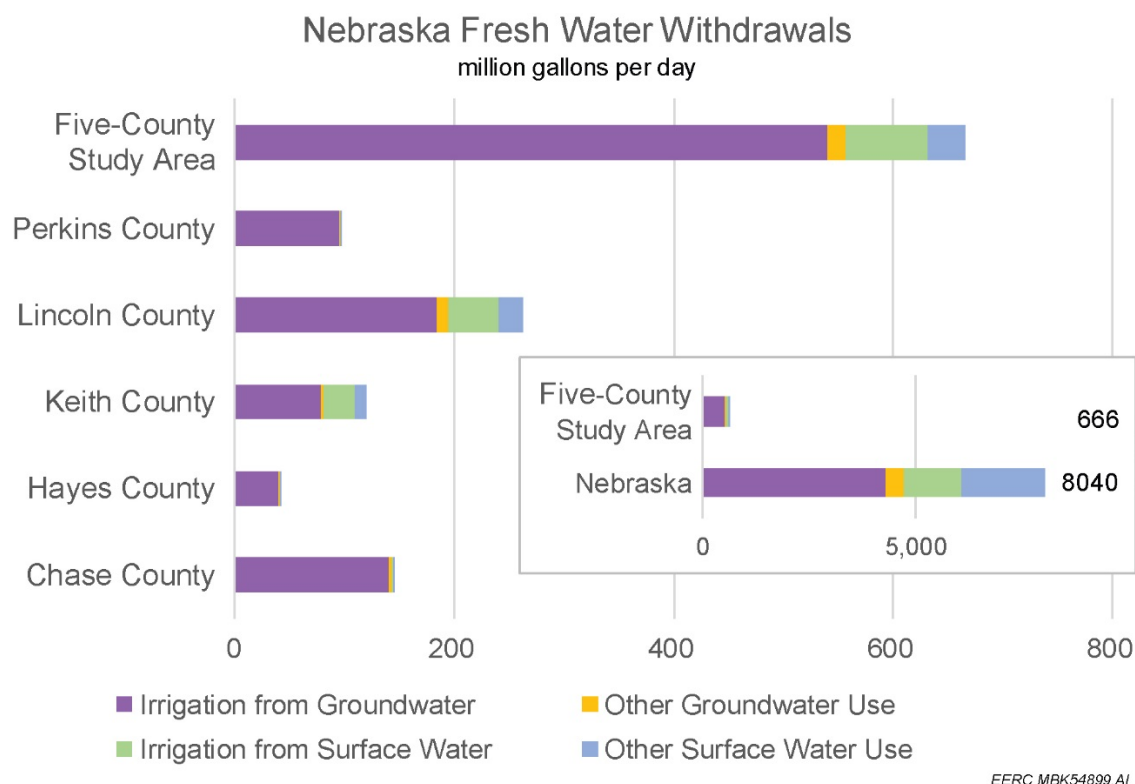 Nebraska Fresh Water Withdrawals
million gallons per day
Five-County
Study Area
Perkins County
Lincoln County
Keith County
Hayes County
Chase County
0 200 400 600 800
Five-County
Study Area
666
Nebraska
8040
0 5,000
Irrigation from Groundwater
Other Groundwater Use
Irrigation from Surface Water
Other Surface Water Use
EERC MBK54899.AI